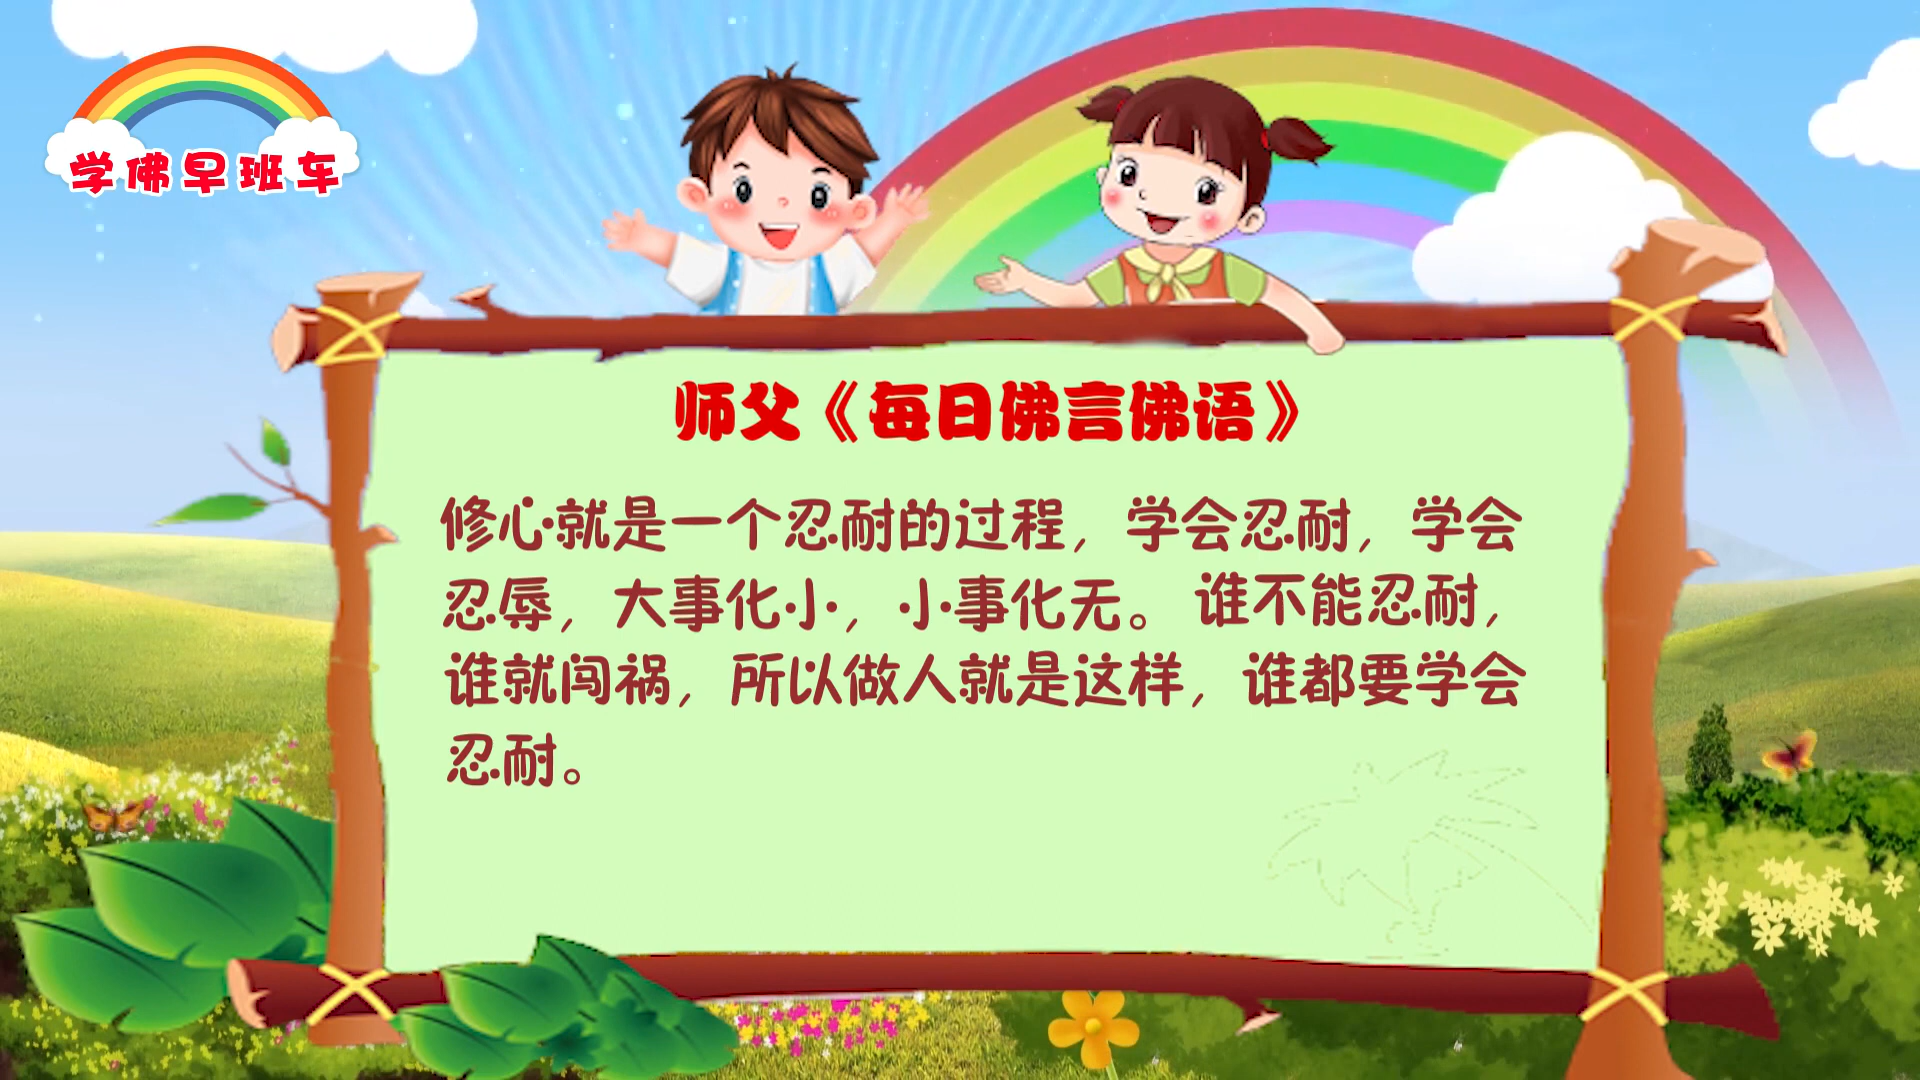 学佛早班车
师父《每日佛言佛语》
修心就是一个忍耐的过程，学会忍耐，学会
忍辱，大事化小，小事化无。谁不能忍耐，
谁就闯祸，所以做人就是这样，谁都要学会
忍耐。